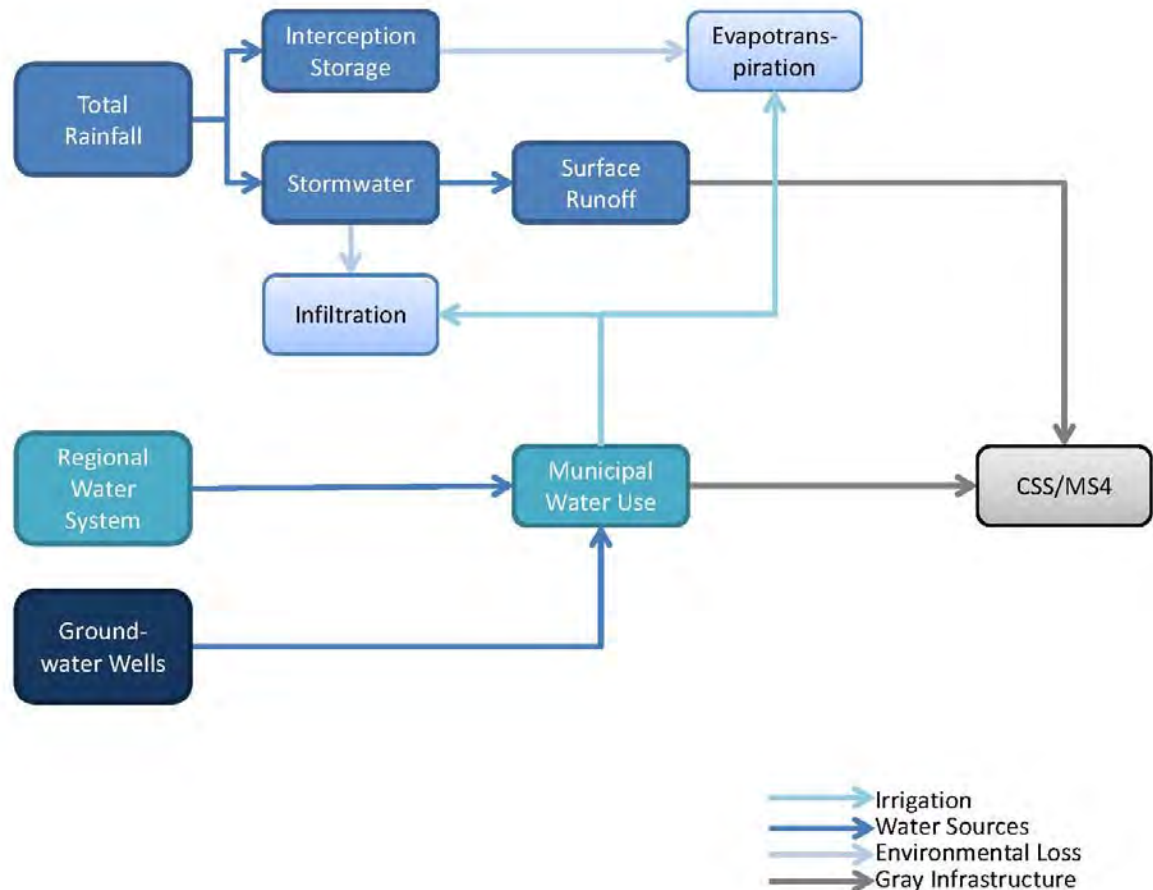 Interception
Storage
Evapotrans-
piration
Total
Rainfall
Stormwater
Surface
Runoff
Infiltration
Regional
Water
System
Municipal
Water Use
CSS/MS4
Ground-
water Wells
Irrigation
Water Sources
Environmental Loss
Gray Infrastructure